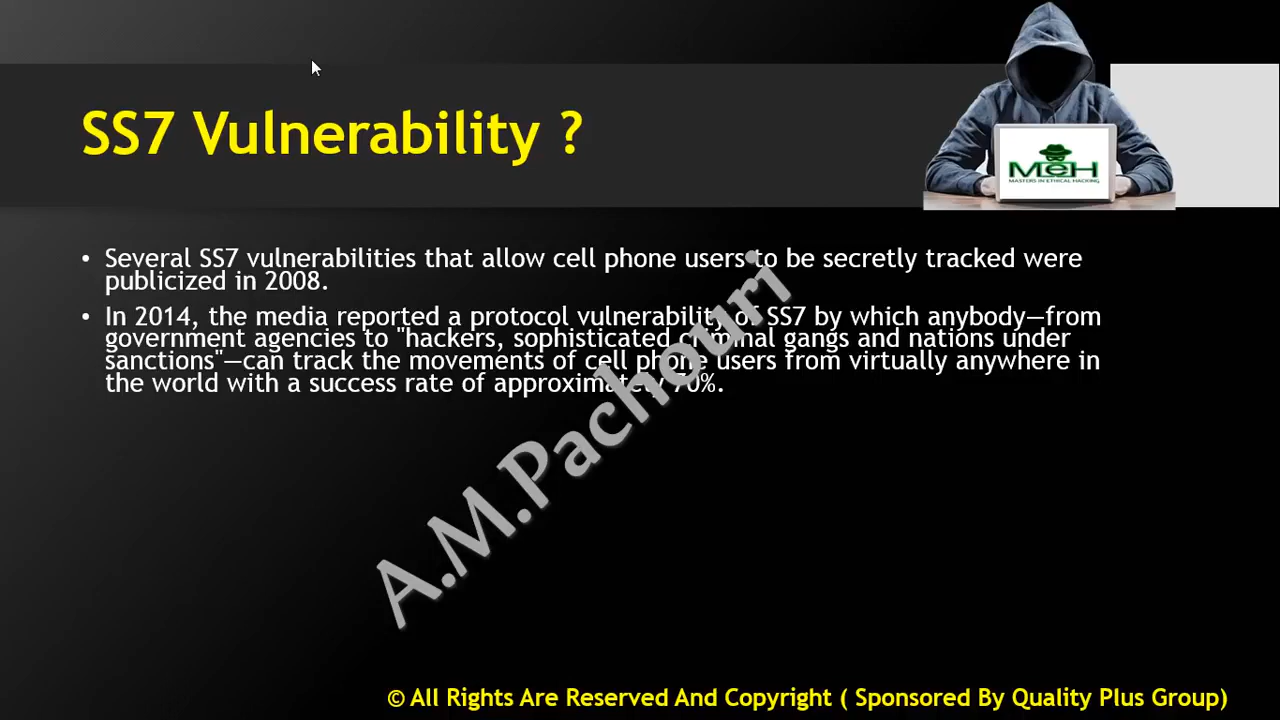 SS7 Vulnerability ?
MeH
MASTERS IN ETHICAL HACKING
• Several SS7 vulnerabilities that allow cell phone users to be secretly tracked were
publicized in 2008.
• In 2014, the media reported a protocol vulnerability of SS7 by which anybody—from
government agencies to "hackers, sophisticated criminal gangs and nations under
sanctions"—can track the movements of cell phone users from virtually anywhere in
the world with a success rate of approximately 70%.
A.M.Pachouri
© All Rights Are Reserved And Copyright ( Sponsored By Quality Plus Group)